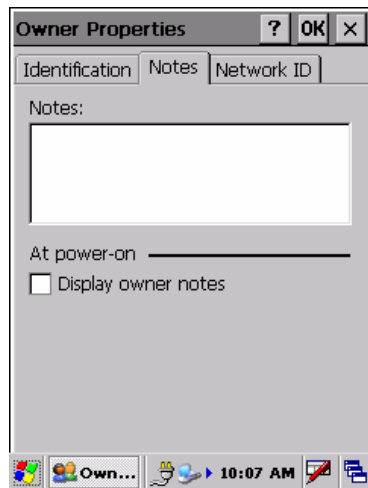 Owner Properties ? OK ×
Identification Notes Network ID
Notes:
At power-on
Display owner notes
Own... 10:07 AM